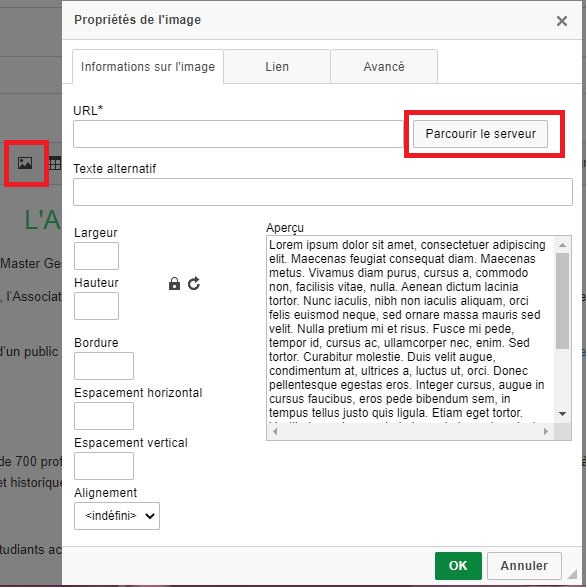 Propriétés de l'image
Informations sur l'image
Lien
Avancé
URL*
Parcourir le serveur
Texte alternatif
L'A
Largeur
Aperçu
Lorem ipsum dolor sit amet, consectetuer adipiscing
elit. Maecenas feugiat consequat diam. Maecenas
metus. Vivamus diam purus, cursus a, commodo
non, facilisis vitae, nulla. Aenean dictum lacinia
tortor. Nunc iaculis, nibh non iaculis aliquam, orci
felis euismod neque, sed ornare massa mauris sed
velit. Nulla pretium mi et risus. Fusce mi pede,
tempor id, cursus ac, ullamcorper nec, enim. Sed
tortor. Curabitur molestie. Duis velit augue,
condimentum at, ultrices a, luctus ut, orci. Donec
pellentesque egestas eros. Integer cursus, augue in
cursus faucibus, eros pede bibendum sem, in
tempus tellus justo quis ligula. Etiam eget tortor.
Master Ges
Hauteur
, l'Associat
Bordure
d'un public
Espacement horizontal
Espacement vertical
de 700 prof
et historique
Alignement
<indéfini>
tudiants ac
OK
Annuler